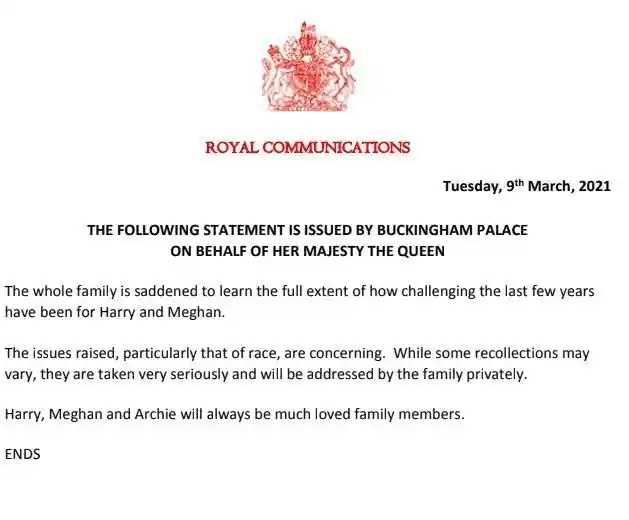 ROYAL COMMUNICATIONS
Tuesday, 9th March, 2021
THE FOLLOWING STATEMENT IS ISSUED BY BUCKINGHAM PALACE
ON BEHALF OF HER MAJESTY THE QUEEN
The whole family is saddened to learn the full extent of how challenging the last few years
have been for Harry and Meghan.
The issues raised, particularly that of race, are concerning.  While some recollections may
vary, they are taken very seriously and will be addressed by the family privately.
Harry, Meghan and Archie will always be much loved family members.
ENDS